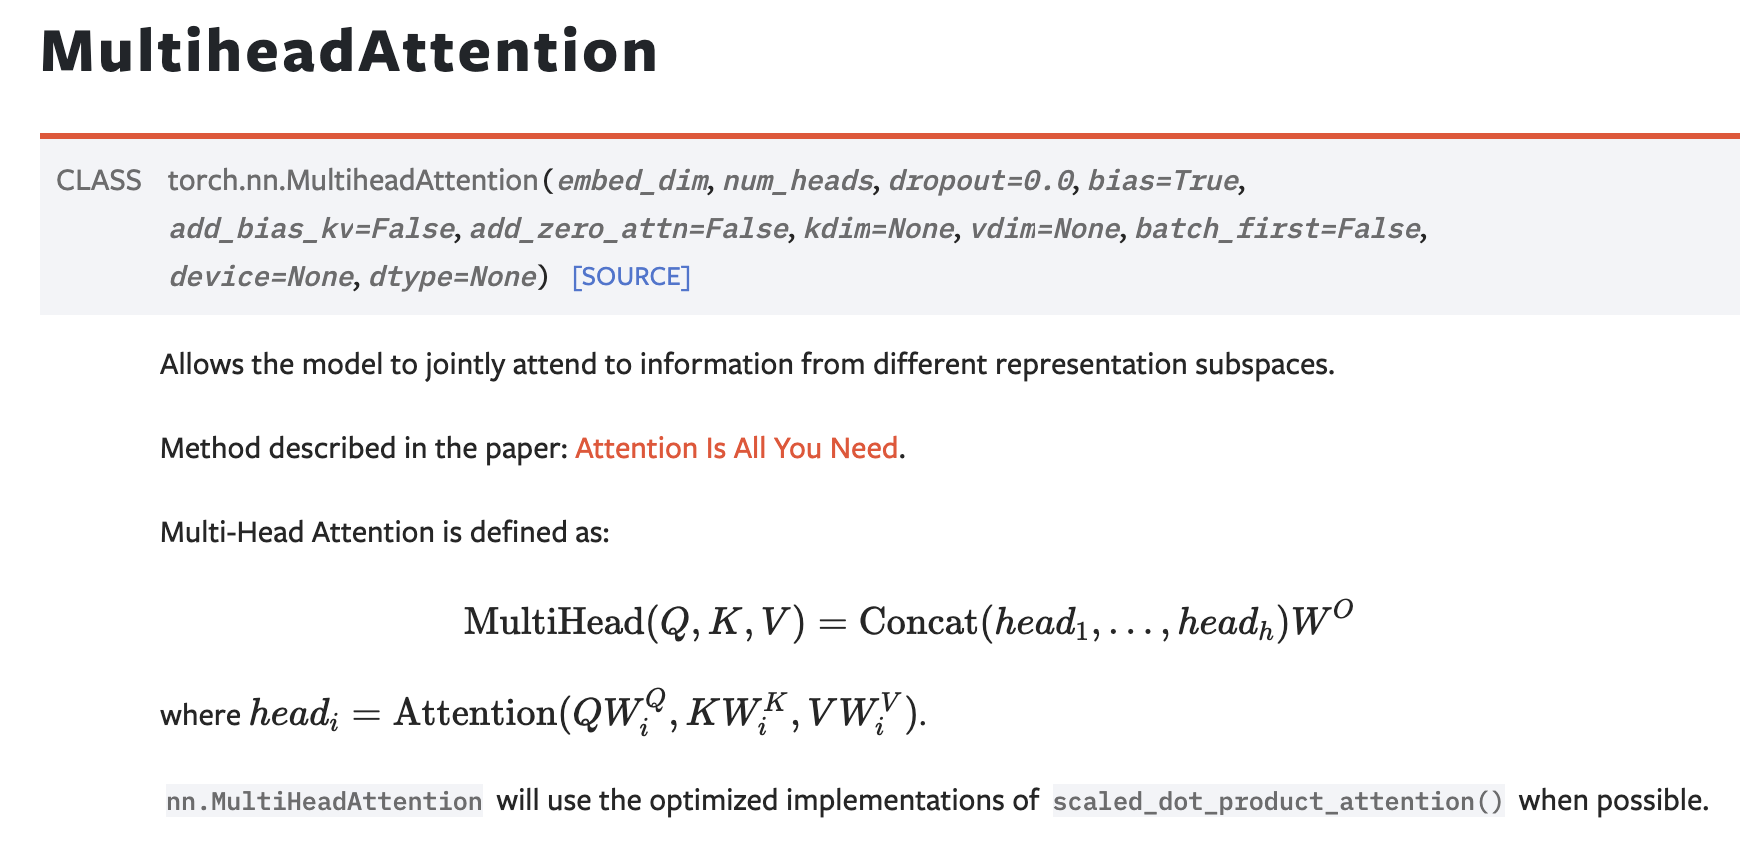 MultiheadAttention
CLASS torch.nn.MultiheadAttention(embed_dim, num_heads, dropout=0.0, bias=True,
add_bias_kv=False, add_zero_attn=False, kdim=None, vdim=None, batch_first=False,
device=None, dtype=None) [SOURCE]
Allows the model to jointly attend to information from different representation subspaces.
Method described in the paper: Attention Is All You Need.
Multi-Head Attention is defined as:
MultiHead(Q, K, V) = Concat(head_1, ..., head_h)W^O
where head_i = Attention(QW_i^Q, KW_i^K, VW_i^V).
nn.MultiHeadAttention will use the optimized implementations of scaled_dot_product_attention() when possible.